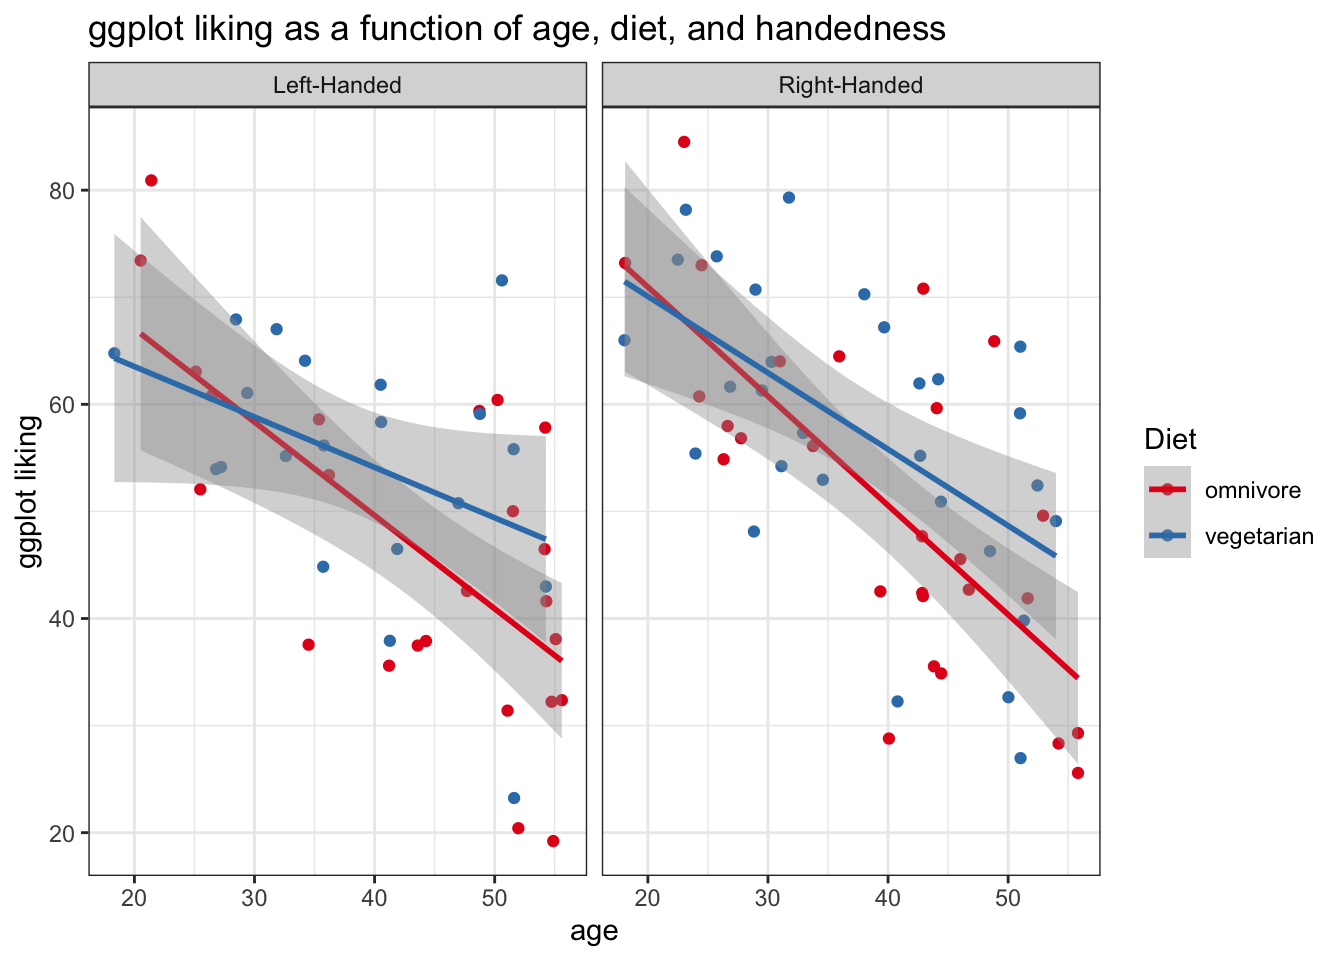 ggplot liking as a function of age, diet, and handedness
Left-Handed
Right-Handed
80
60
40
20
ggplot liking
20 30 40 50
20 30 40 50
age
Diet
omnivore
vegetarian